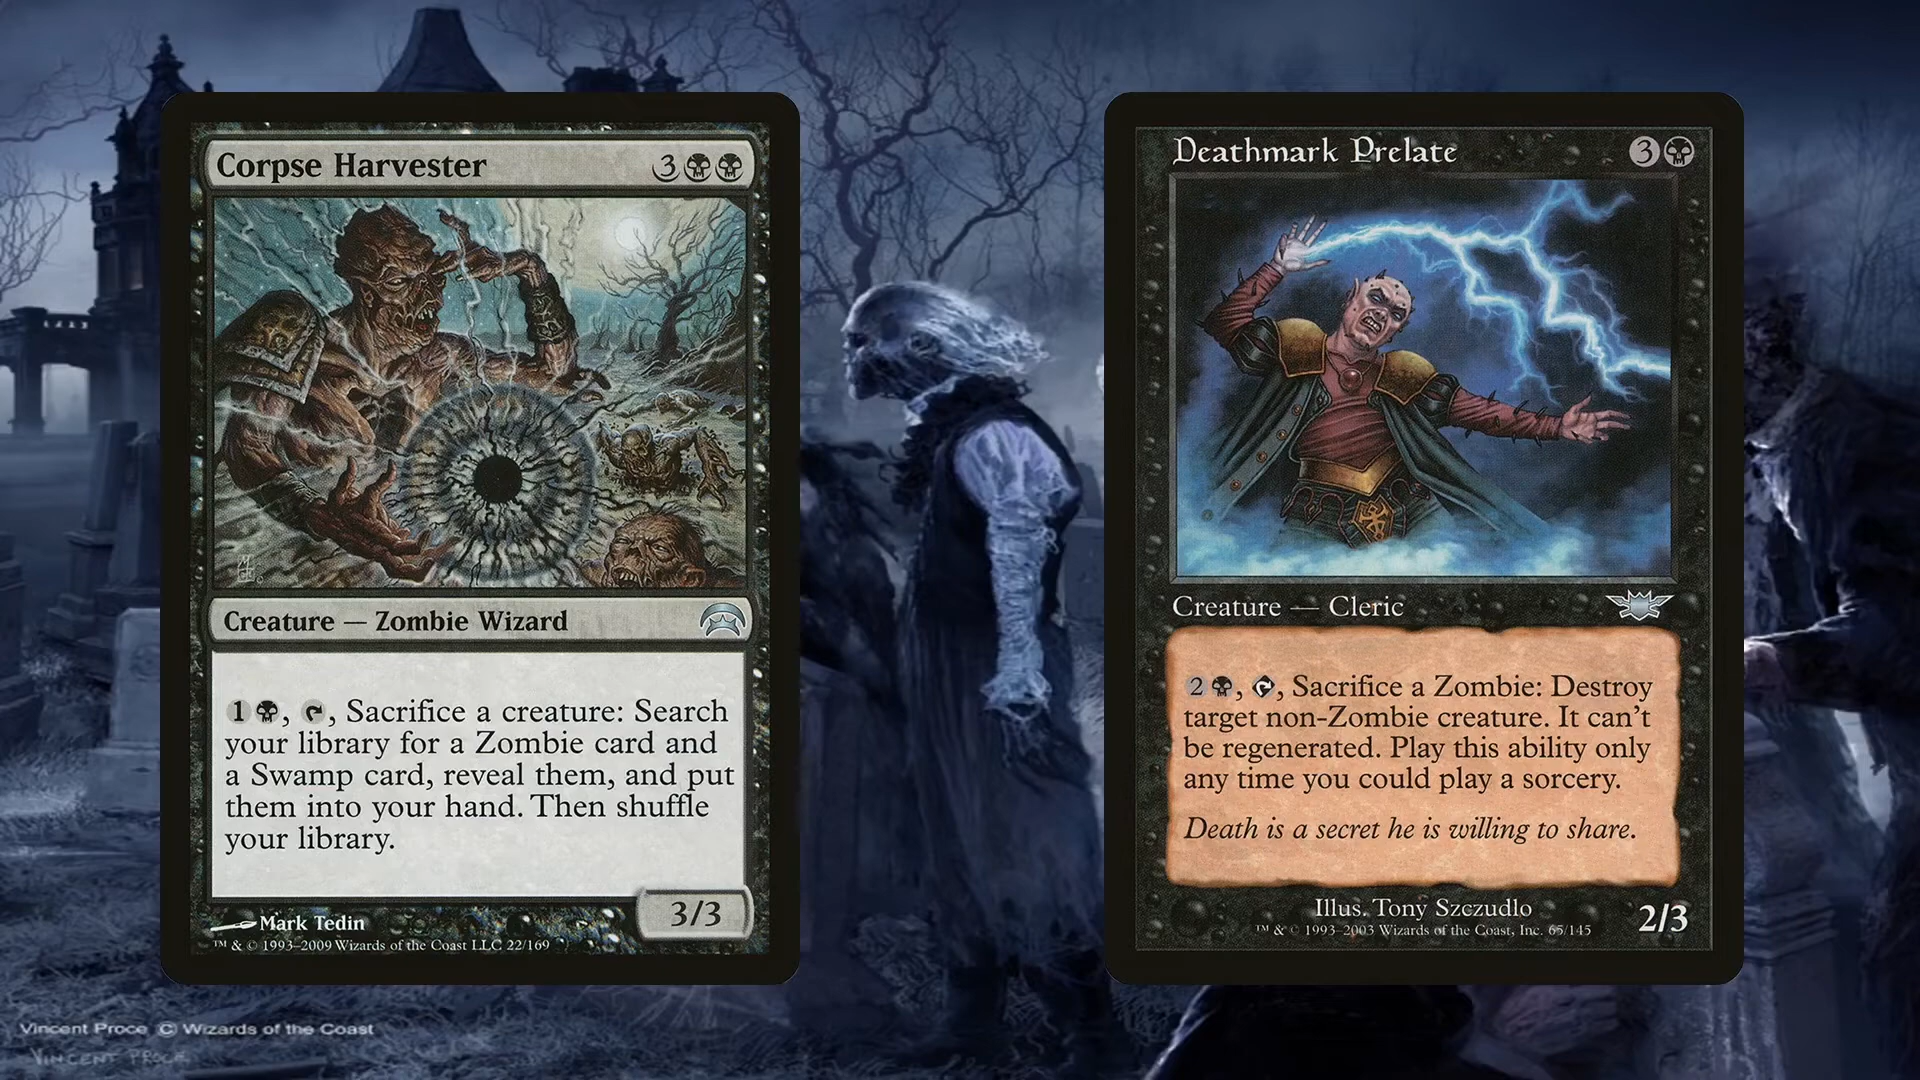 Corpse Harvester
3
Creature — Zombie Wizard
1, , Sacrifice a creature: Search
your library for a Zombie card and
a Swamp card, reveal them, and put
them into your hand. Then shuffle
your library.
3/3
Mark Tedin
™ & © 1993–2009 Wizards of the Coast LLC 22/169
Deathmark Prelate
3
Creature — Cleric
2, , Sacrifice a Zombie: Destroy
target non-Zombie creature. It can't
be regenerated. Play this ability only
any time you could play a sorcery.
Death is a secret he is willing to share.
Illus. Tony Szczudlo
™ & © 1993–2003 Wizards of the Coast, Inc. 65/145
2/3
Vincent Proce © Wizards of the Coast
VINCENT PROCE